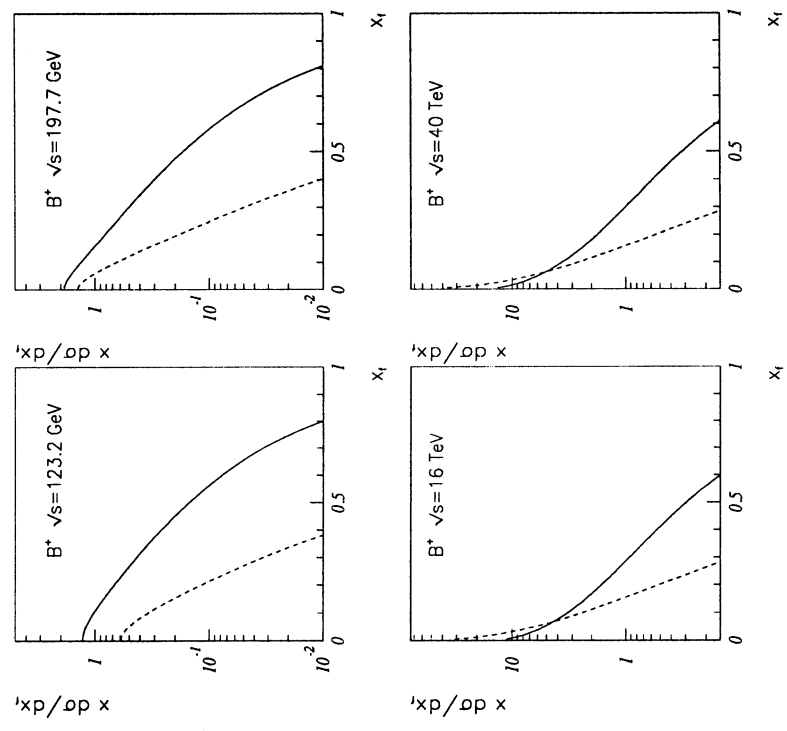 x dσ/dx_f
B⁺ √s=123.2 GeV
1
10⁻¹
10⁻²
0
0.5
1
x_f
x dσ/dx_f
B⁺ √s=197.7 GeV
1
10⁻¹
10⁻²
0
0.5
1
x_f
x dσ/dx_f
B⁺ √s=16 TeV
10
1
0
0.5
1
x_f
x dσ/dx_f
B⁺ √s=40 TeV
10
1
0
0.5
1
x_f